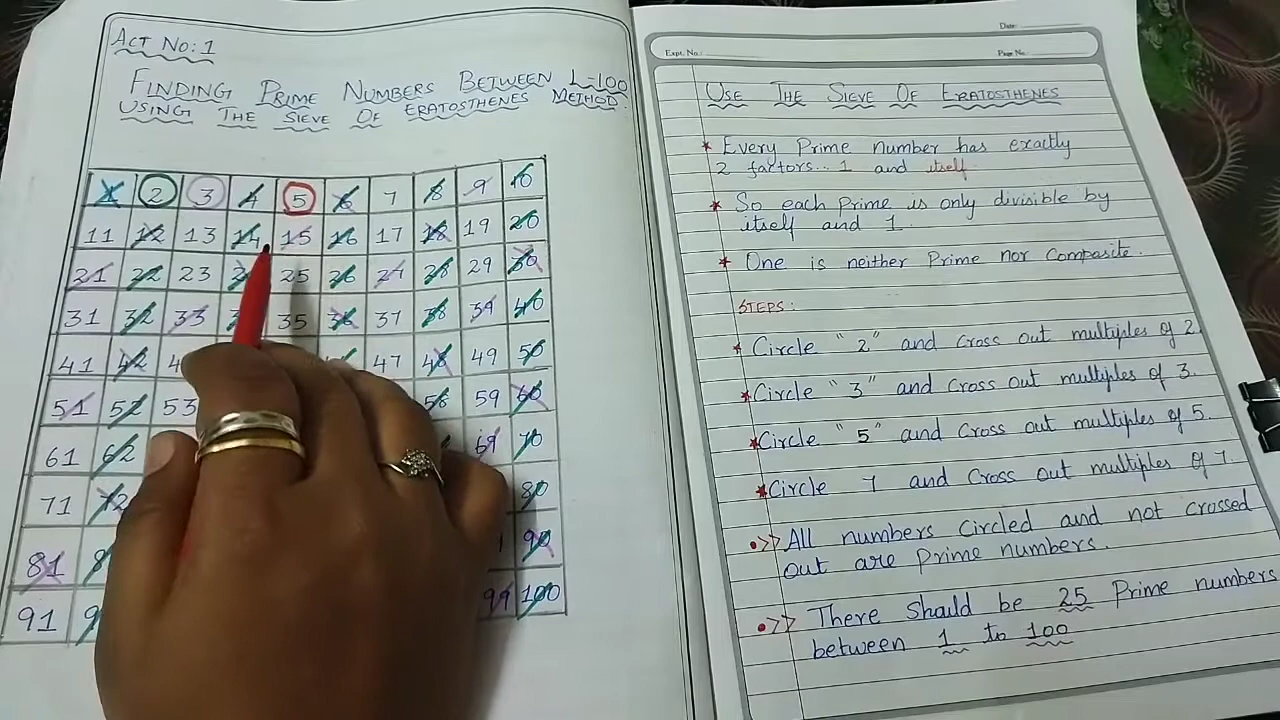 ACT NO: 1
FINDING PRIME NUMBERS BETWEEN 1-100
USING THE SIEVE OF ERATOSTHENES METHOD.
1 2 3 4 5 6 7 8 9 10
11 12 13 14 15 16 17 18 19 20
21 22 23 25 26 27 28 29 30
31 32 33 35 36 37 38 39 40
41 42 47 48 49 50
51 52 53 58 59 60
61 62 69 70
71 72 80
81 90
91 99 100
Date:
Expt. No.: Page No.
USE THE SIEVE OF ERATOSTHENES
* Every Prime number has exactly
2 factors.. 1 and itself.
* So each Prime is only divisible by
itself and 1.
* One is neither Prime nor Composite.
STEPS:
* Circle "2" and Cross out multiples of 2.
* Circle "3" and Cross out multiples of 3.
* Circle "5" and Cross out multiples of 5.
* Circle 7 and Cross out multiples of 7.
•>> All numbers Circled and not crossed
out are Prime numbers.
•>> There should be 25 Prime numbers
between 1 to 100